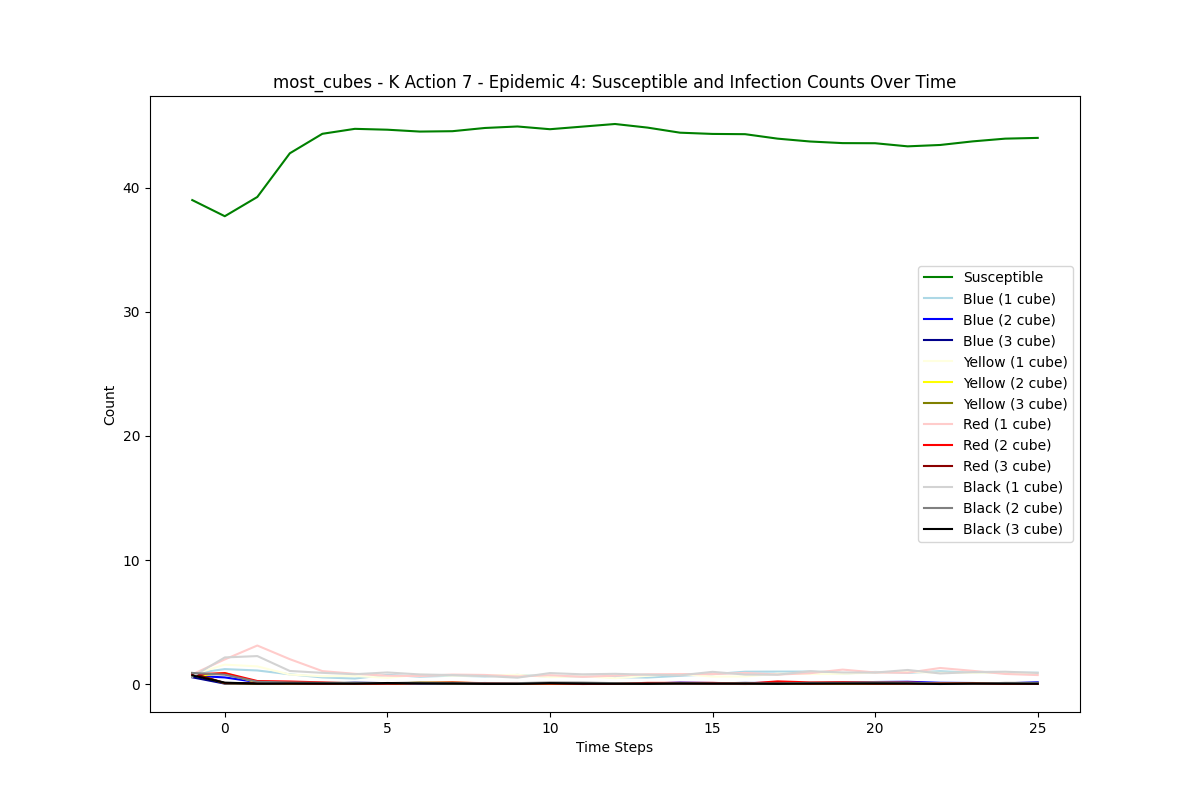 most_cubes - K Action 7 - Epidemic 4: Susceptible and Infection Counts Over Time
Count
40
30
20
10
0
Susceptible
Blue (1 cube)
Blue (2 cube)
Blue (3 cube)
Yellow (1 cube)
Yellow (2 cube)
Yellow (3 cube)
Red (1 cube)
Red (2 cube)
Red (3 cube)
Black (1 cube)
Black (2 cube)
Black (3 cube)
0 5 10 15 20 25
Time Steps